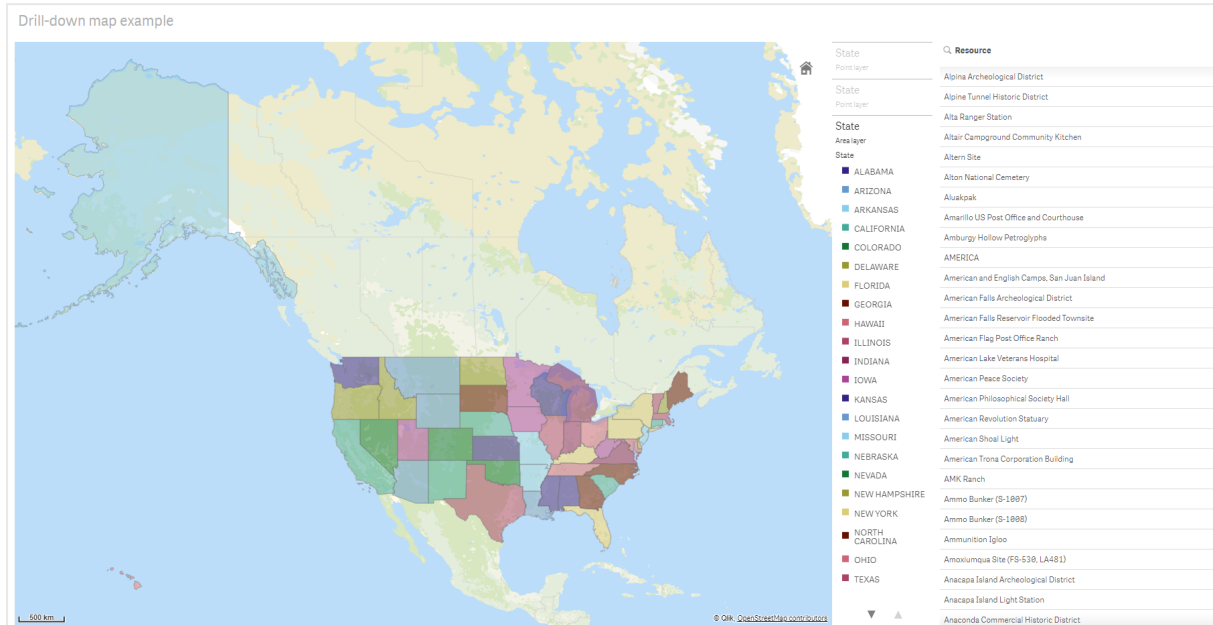 Drill-down map example
500 km
© Qlik, OpenStreetMap contributors
State
Point layer
State
Point layer
State
Area layer
State
ALABAMA
ARIZONA
ARKANSAS
CALIFORNIA
COLORADO
DELAWARE
FLORIDA
GEORGIA
HAWAII
ILLINOIS
INDIANA
IOWA
KANSAS
LOUISIANA
MISSOURI
NEBRASKA
NEVADA
NEW HAMPSHIRE
NEW YORK
NORTH
CAROLINA
OHIO
TEXAS
Resource
Alpina Archeological District
Alpine Tunnel Historic District
Alta Ranger Station
Altair Campground Community Kitchen
Altern Site
Alton National Cemetery
Aluakpak
Amarillo US Post Office and Courthouse
Amburgy Hollow Petroglyphs
AMERICA
American and English Camps, San Juan Island
American Falls Archeological District
American Falls Reservoir Flooded Townsite
American Flag Post Office Ranch
American Lake Veterans Hospital
American Peace Society
American Philosophical Society Hall
American Revolution Statuary
American Shoal Light
American Trona Corporation Building
AMK Ranch
Ammo Bunker (S-1007)
Ammo Bunker (S-1008)
Ammunition Igloo
Amoxiumqua Site (FS-530, LA481)
Anacapa Island Archeological District
Anacapa Island Light Station
Anaconda Commercial Historic District